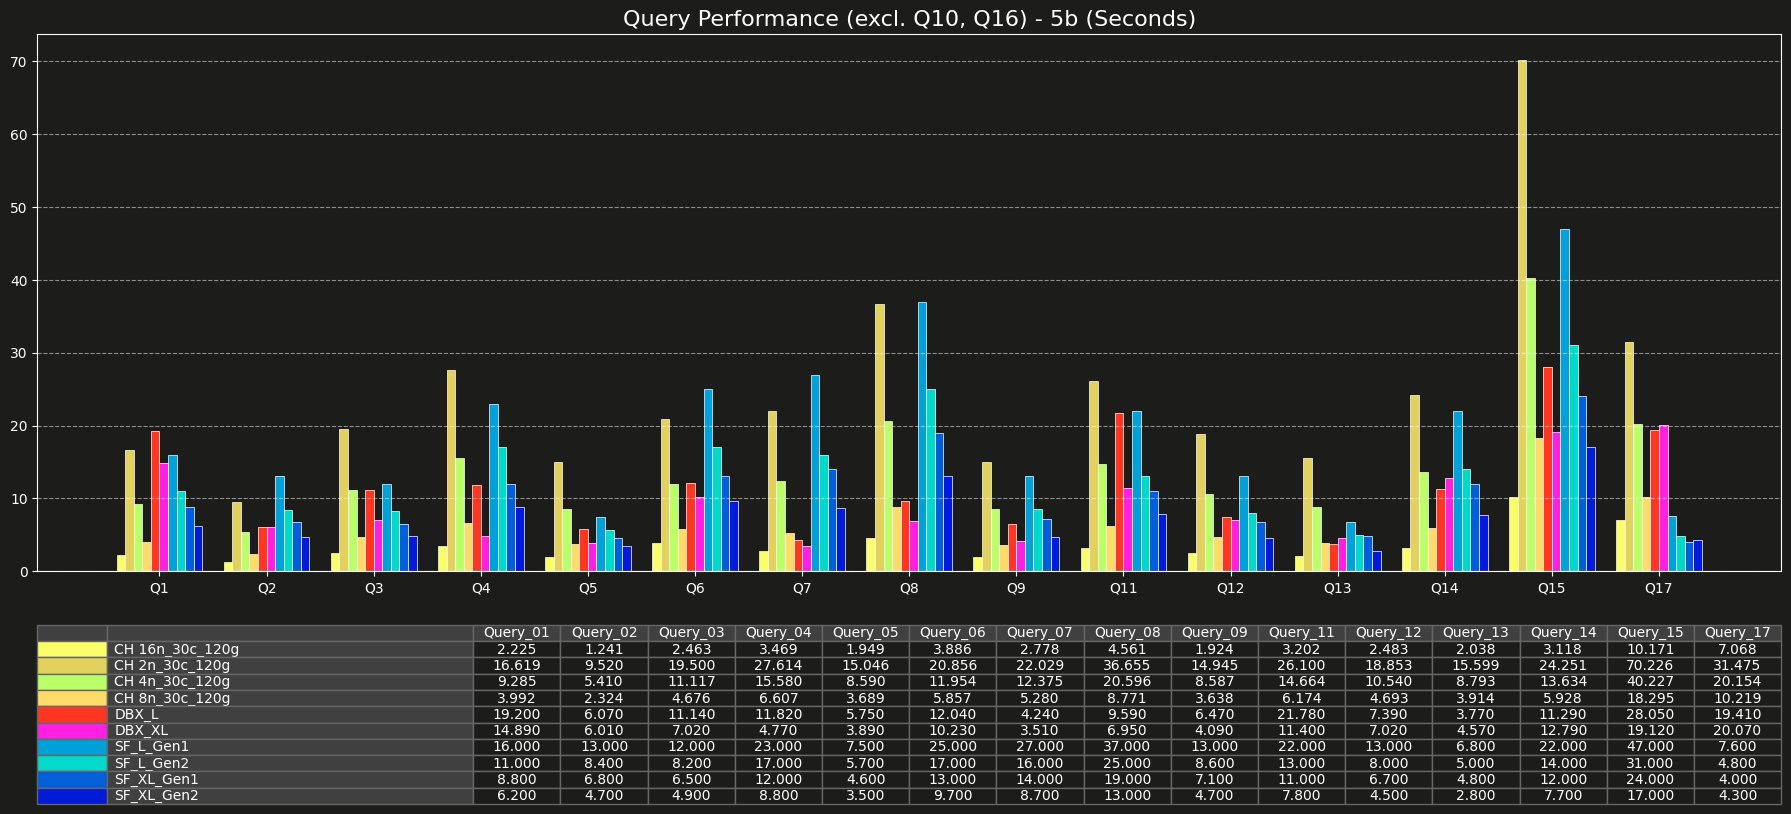 Query Performance (excl. Q10, Q16) - 5b (Seconds)
70
60
50
40
30
20
10
0
Q1 Q2 Q3 Q4 Q5 Q6 Q7 Q8 Q9 Q11 Q12 Q13 Q14 Q15 Q17
Query_01 Query_02 Query_03 Query_04 Query_05 Query_06 Query_07 Query_08 Query_09 Query_11 Query_12 Query_13 Query_14 Query_15 Query_17
CH 16n_30c_120g 2.225 1.241 2.463 3.469 1.949 3.886 2.778 4.561 1.924 3.202 2.483 2.038 3.118 10.171 7.068
CH 2n_30c_120g 16.619 9.520 19.500 27.614 15.046 20.856 22.029 36.655 14.945 26.100 18.853 15.599 24.251 70.226 31.475
CH 4n_30c_120g 9.285 5.410 11.117 15.580 8.590 11.954 12.375 20.596 8.587 14.664 10.540 8.793 13.634 40.227 20.154
CH 8n_30c_120g 3.992 2.324 4.676 6.607 3.689 5.857 5.280 8.771 3.638 6.174 4.693 3.914 5.928 18.295 10.219
DBX_L 19.200 6.070 11.140 11.820 5.750 12.040 4.240 9.590 6.470 21.780 7.390 3.770 11.290 28.050 19.410
DBX_XL 14.890 6.010 7.020 4.770 3.890 10.230 3.510 6.950 4.090 11.400 7.020 4.570 12.790 19.120 20.070
SF_L_Gen1 16.000 13.000 12.000 23.000 7.500 25.000 27.000 37.000 13.000 22.000 13.000 6.800 22.000 47.000 7.600
SF_L_Gen2 11.000 8.400 8.200 17.000 5.700 17.000 16.000 25.000 8.600 13.000 8.000 5.000 14.000 31.000 4.800
SF_XL_Gen1 8.800 6.800 6.500 12.000 4.600 13.000 14.000 19.000 7.100 11.000 6.700 4.800 12.000 24.000 4.000
SF_XL_Gen2 6.200 4.700 4.900 8.800 3.500 9.700 8.700 13.000 4.700 7.800 4.500 2.800 7.700 17.000 4.300